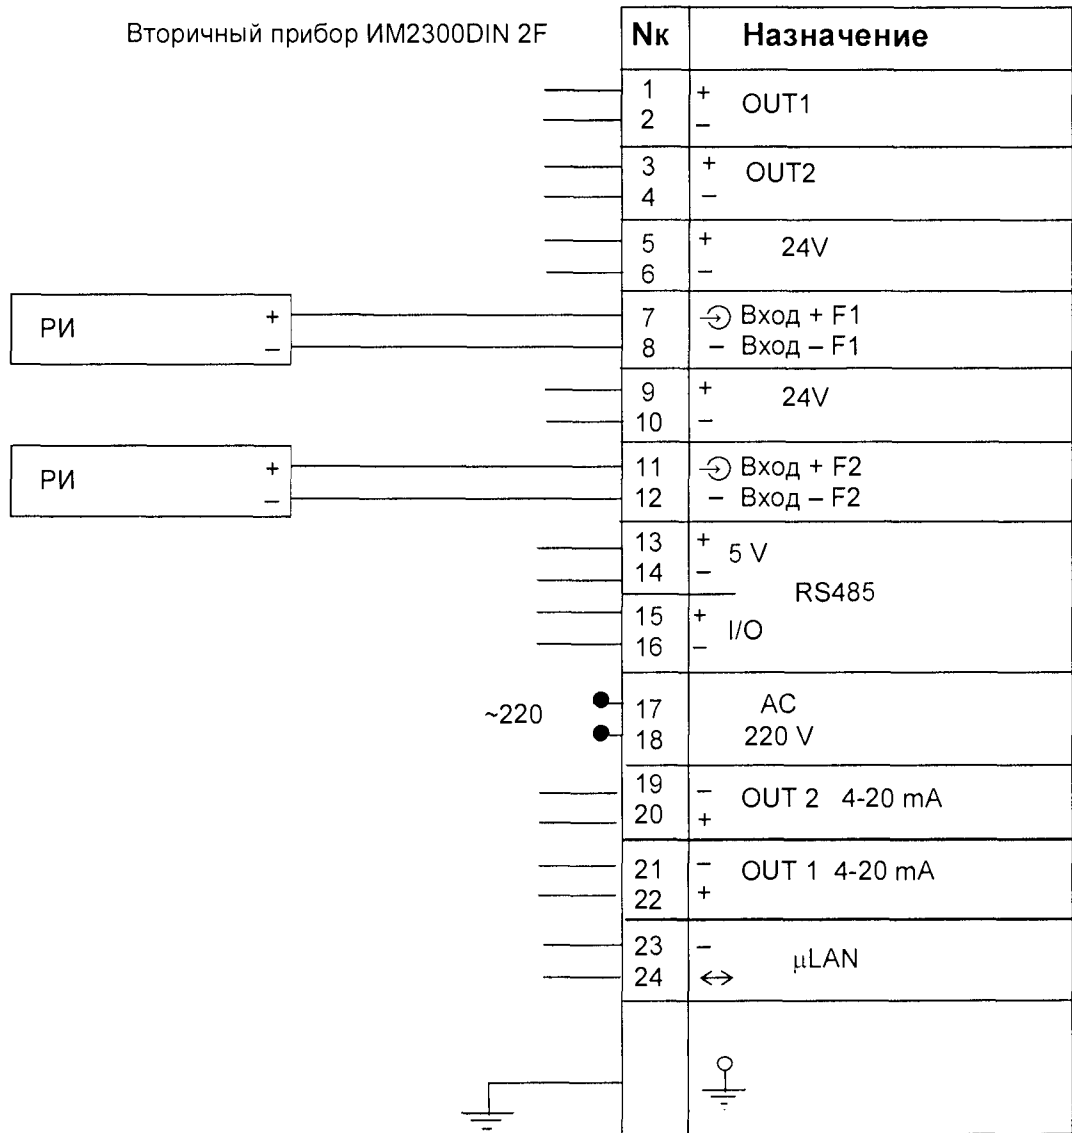 Вторичный прибор ИМ2300DIN 2F
Nк Назначение
1 +
OUT1
2 –
3 +
OUT2
4 –
5 +
24V
6 –
РИ + 7 Вход + F1
– 8 – Вход – F1
9 +
24V
10 –
РИ + 11 Вход + F2
– 12 – Вход – F2
13 +
5 V
14 –
RS485
15 +
I/O
16 –
~220
17 AC
18 220 V
19 –
OUT 2 4-20 mA
20 +
21 –
OUT 1 4-20 mA
22 +
23 –
μLAN
24 ↔